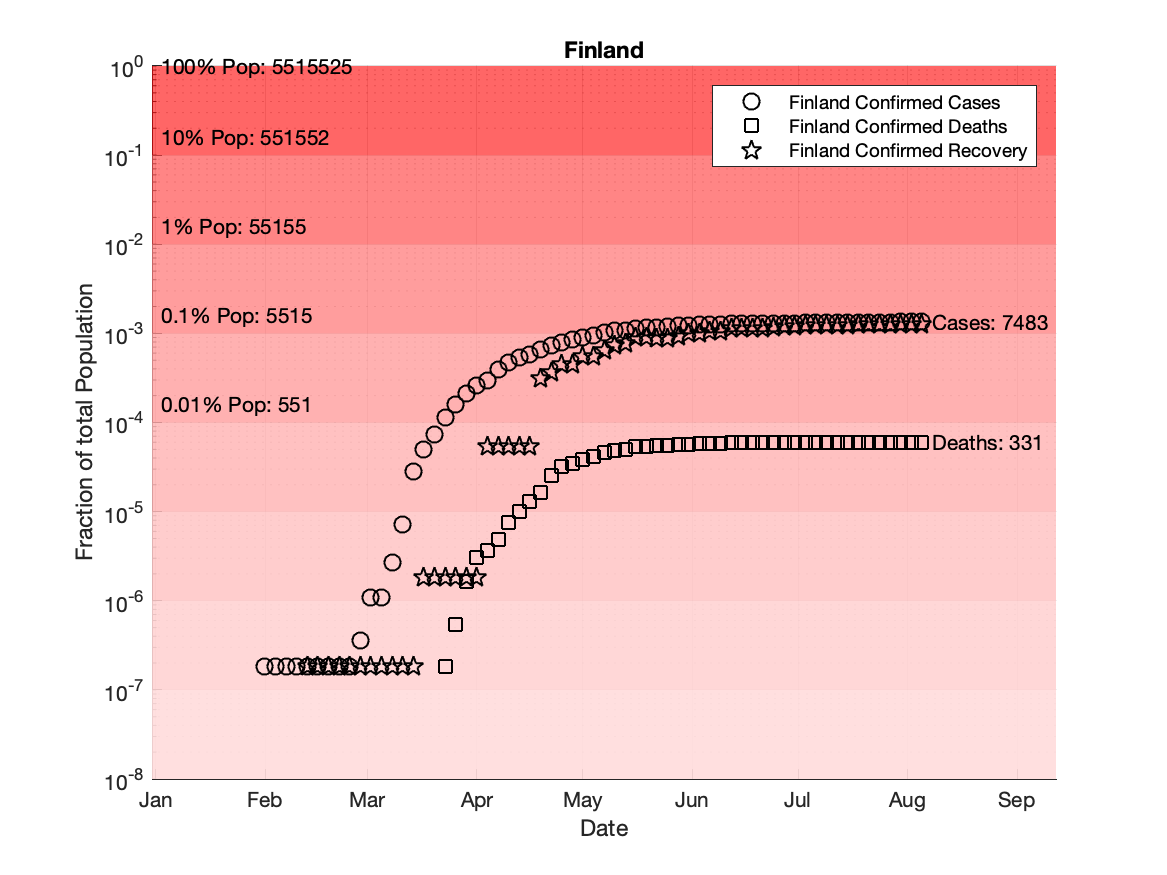 Finland
10^0
100% Pop: 5515525
Finland Confirmed Cases
Finland Confirmed Deaths
Finland Confirmed Recovery
10% Pop: 551552
10^-1
1% Pop: 55155
10^-2
0.1% Pop: 5515
10^-3
Cases: 7483
0.01% Pop: 551
10^-4
Deaths: 331
10^-5
10^-6
10^-7
10^-8
Fraction of total Population
Jan Feb Mar Apr May Jun Jul Aug Sep
Date